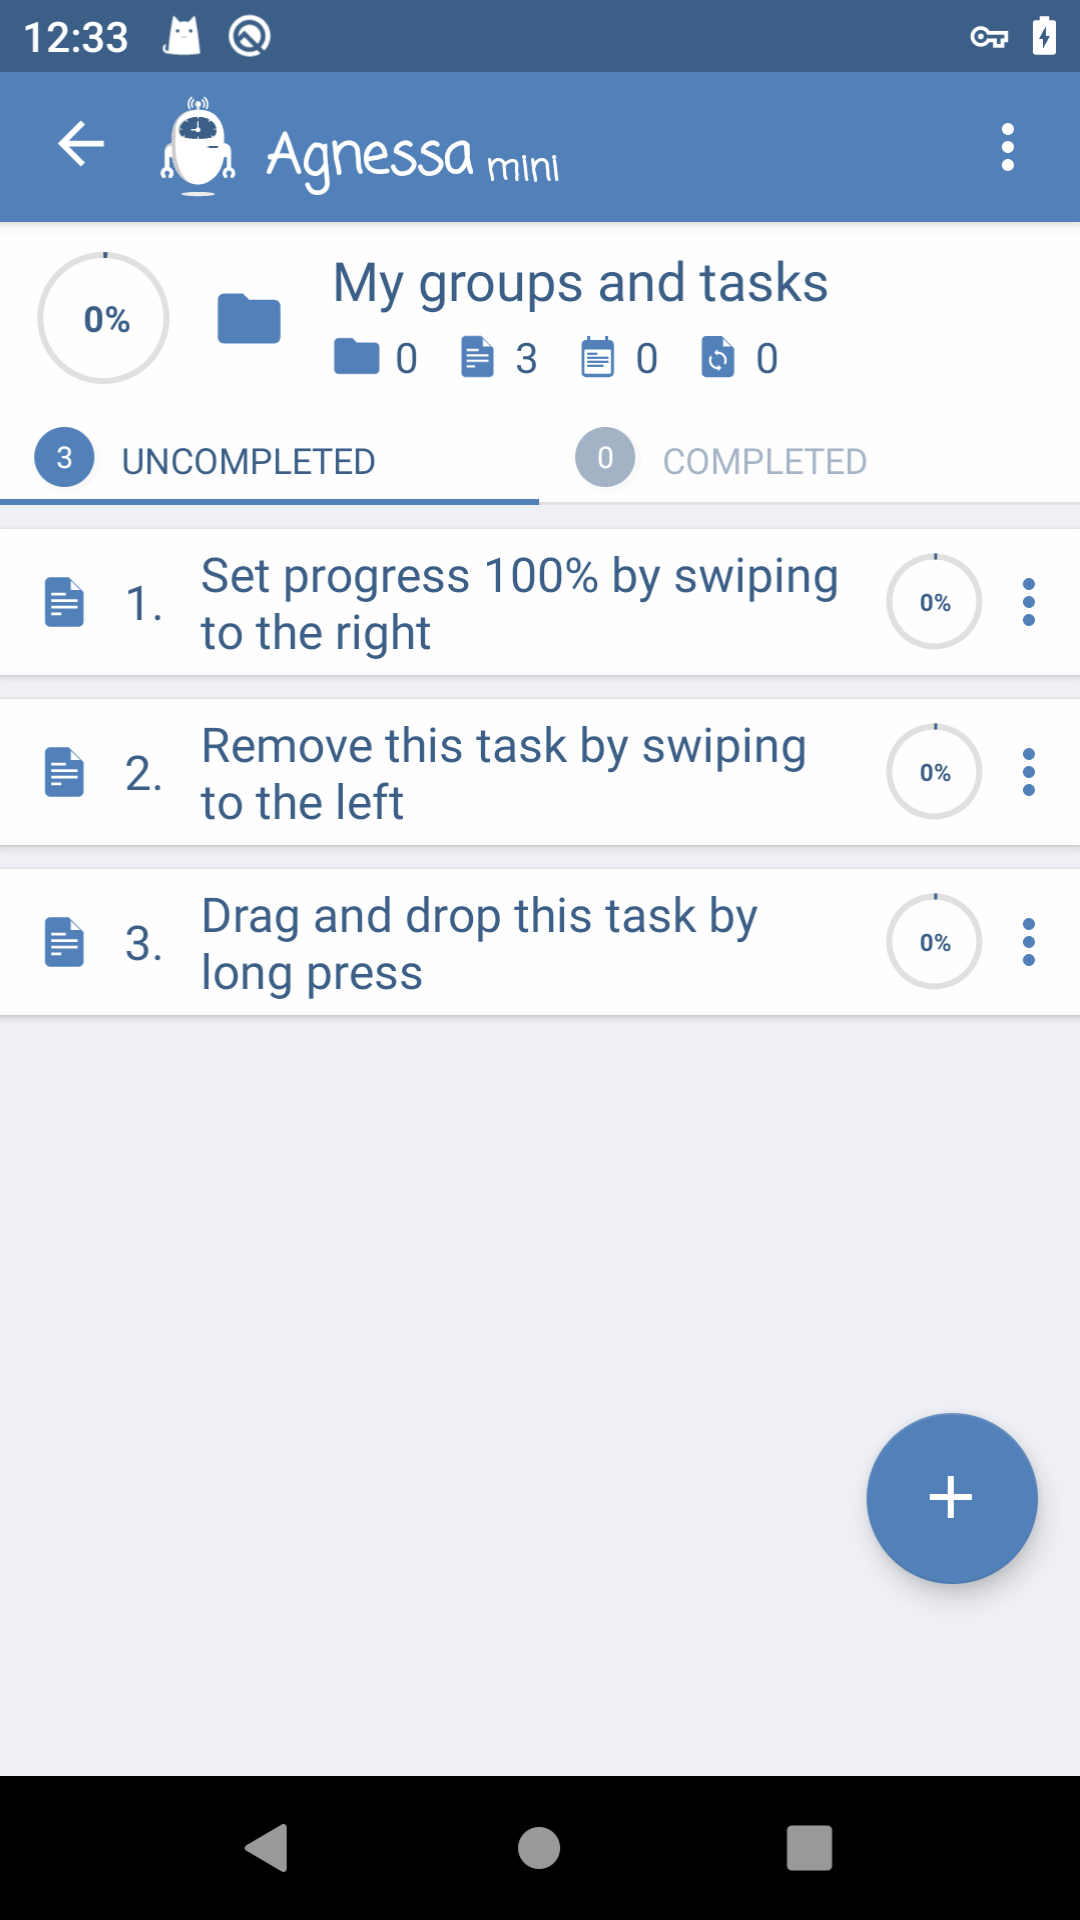 12:33
Agnessa mini
0%
My groups and tasks
0 3 0 0
3 UNCOMPLETED 0 COMPLETED
1. Set progress 100% by swiping
to the right
0%
2. Remove this task by swiping
to the left
0%
3. Drag and drop this task by
long press
0%